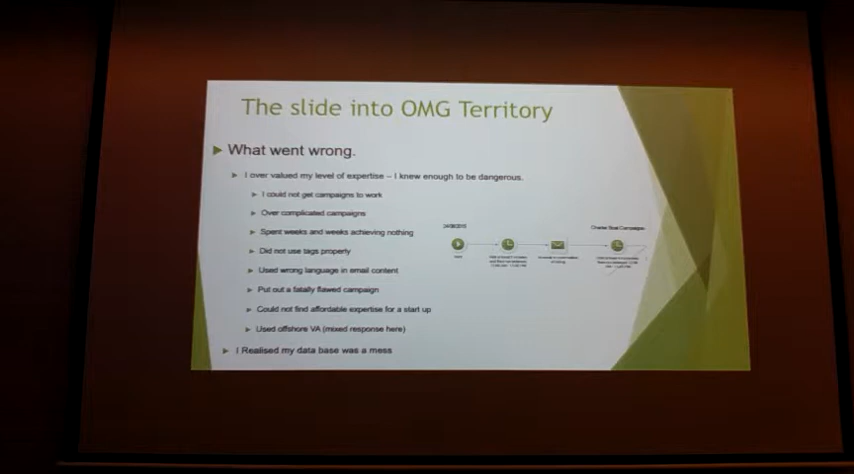 The slide into OMG Territory
What went wrong.
I over valued my level of expertise – I knew enough to be dangerous.
I could not get campaigns to work
Over complicated campaigns
Spent weeks and weeks achieving nothing
Did not use tags properly
Used wrong language in email content
Put out a fatally flawed campaign
Could not find affordable expertise for a start up
Used offshore VA (mixed response here)
I Realised my data base was a mess